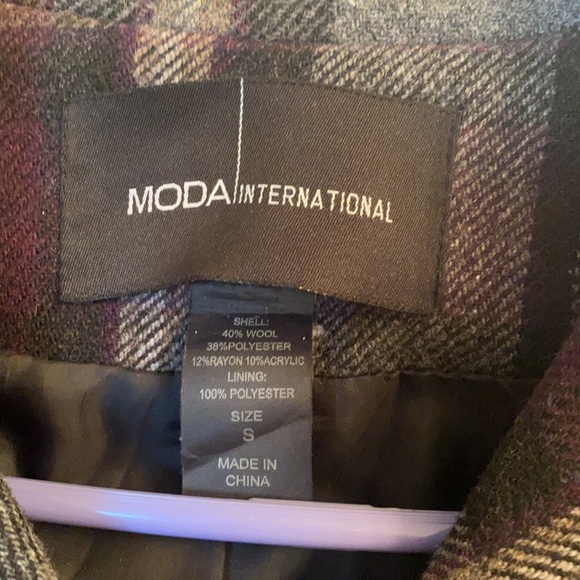 MODA INTERNATIONAL
SHELL:
40% WOOL
38%POLYESTER
12%RAYON 10%ACRYLIC
LINING:
100% POLYESTER
SIZE
S
MADE IN
CHINA